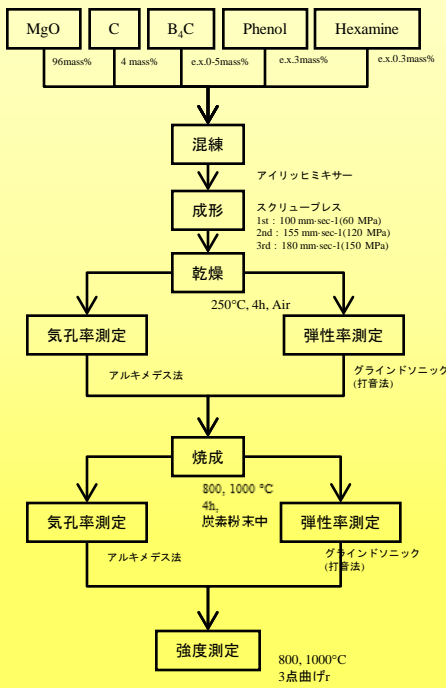 MgO
C
B₄C
Phenol
Hexamine
96mass%
4 mass%
e.x.0-5mass%
e.x.3mass%
e.x.0.3mass%
混練
アイリッヒミキサー
成形
スクリュープレス
1st : 100 mm·sec-1(60 MPa)
2nd : 155 mm·sec-1(120 MPa)
3rd : 180 mm·sec-1(150 MPa)
乾燥
250°C, 4h, Air
気孔率測定
弾性率測定
アルキメデス法
グラインドソニック
(打音法)
焼成
800, 1000 °C
4h,
炭素粉末中
気孔率測定
弾性率測定
アルキメデス法
グラインドソニック
(打音法)
強度測定
800, 1000°C
3点曲げr